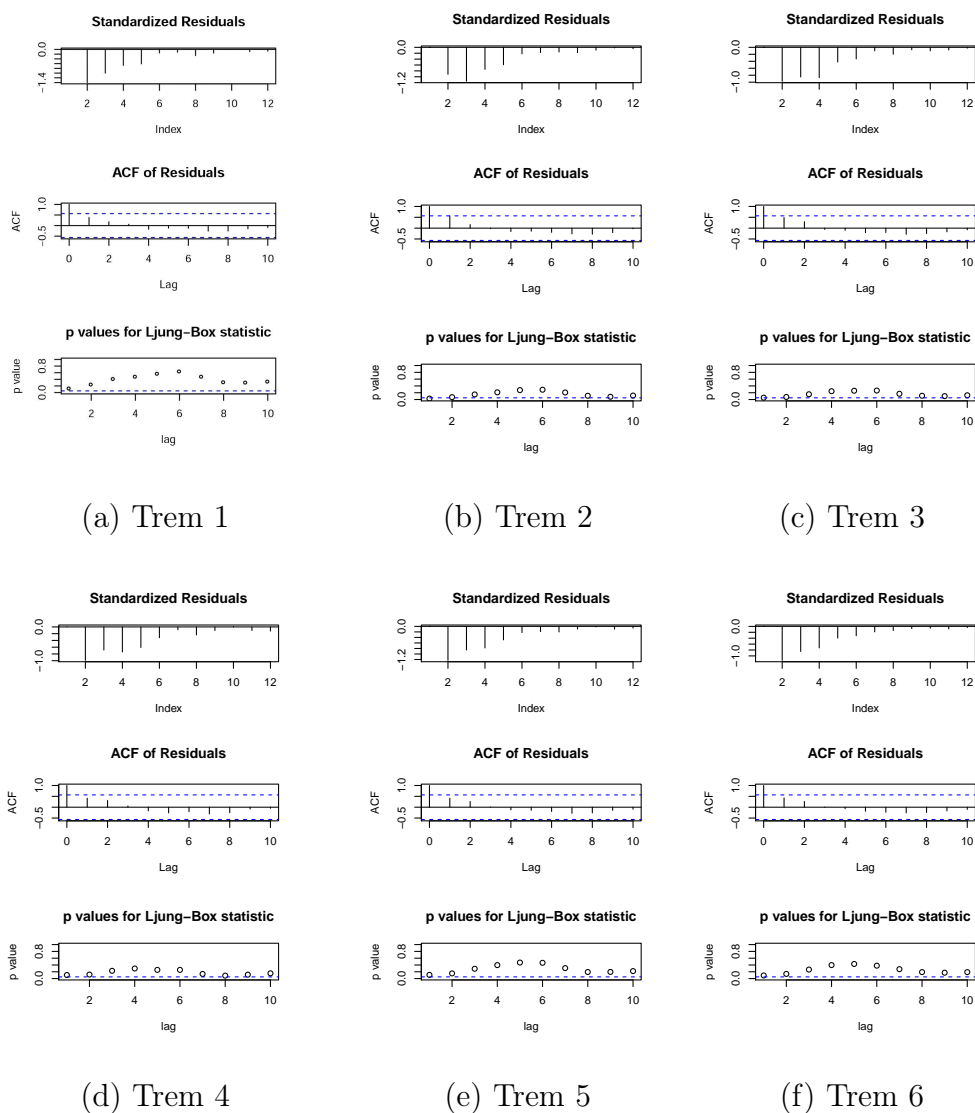 Standardized Residuals
0.0
−1.4
2 4 6 8 10 12
Index
ACF of Residuals
ACF
1.0
−0.5
0 2 4 6 8 10
Lag
p values for Ljung−Box statistic
p value
0.8
0.0
2 4 6 8 10
lag
(a) Trem 1
Standardized Residuals
0.0
−1.2
2 4 6 8 10 12
Index
ACF of Residuals
ACF
1.0
−0.5
0 2 4 6 8 10
Lag
p values for Ljung−Box statistic
p value
0.8
0.0
2 4 6 8 10
lag
(b) Trem 2
Standardized Residuals
0.0
−1.0
2 4 6 8 10 12
Index
ACF of Residuals
ACF
1.0
−0.5
0 2 4 6 8 10
Lag
p values for Ljung−Box statistic
p value
0.8
0.0
2 4 6 8 10
lag
(c) Trem 3
Standardized Residuals
0.0
−1.0
2 4 6 8 10 12
Index
ACF of Residuals
ACF
1.0
−0.5
0 2 4 6 8 10
Lag
p values for Ljung−Box statistic
p value
0.8
0.0
2 4 6 8 10
lag
(d) Trem 4
Standardized Residuals
0.0
−1.2
2 4 6 8 10 12
Index
ACF of Residuals
ACF
1.0
−0.5
0 2 4 6 8 10
Lag
p values for Ljung−Box statistic
p value
0.8
0.0
2 4 6 8 10
lag
(e) Trem 5
Standardized Residuals
0.0
−1.0
2 4 6 8 10 12
Index
ACF of Residuals
ACF
1.0
−0.5
0 2 4 6 8 10
Lag
p values for Ljung−Box statistic
p value
0.8
0.0
2 4 6 8 10
lag
(f) Trem 6